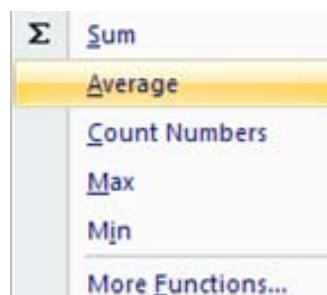 Σ Sum
Average
Count Numbers
Max
Min
More Functions...